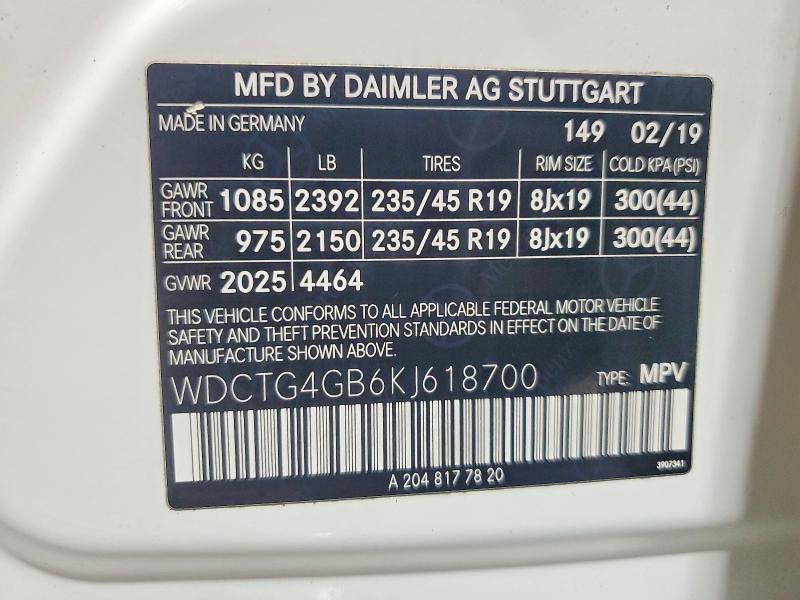 MFD BY DAIMLER AG STUTTGART
MADE IN GERMANY 149 02/19
KG LB TIRES RIM SIZE COLD KPA (PSI)
GAWR FRONT 1085 2392 235/45 R19 8Jx19 300(44)
GAWR REAR 975 2150 235/45 R19 8Jx19 300(44)
GVWR 2025 4464
THIS VEHICLE CONFORMS TO ALL APPLICABLE FEDERAL MOTOR VEHICLE
SAFETY AND THEFT PREVENTION STANDARDS IN EFFECT ON THE DATE OF
MANUFACTURE SHOWN ABOVE.
WDCTG4GB6KJ618700 TYPE: MPV
3907341
A 204 817 78 20